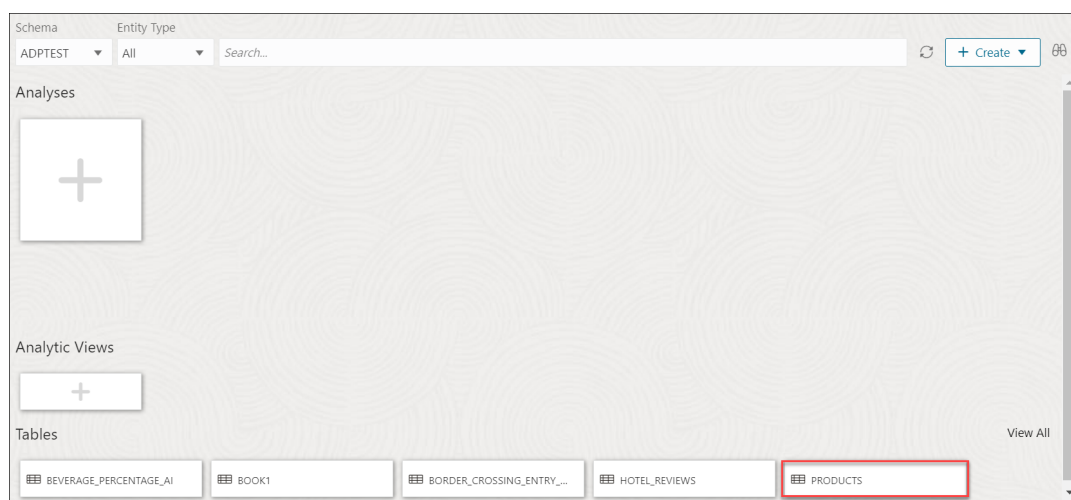 Schema Entity Type
ADPTEST All Search... + Create
Analyses
Analytic Views
Tables View All
BEVERAGE_PERCENTAGE_AI BOOK1 BORDER_CROSSING_ENTRY_... HOTEL_REVIEWS PRODUCTS